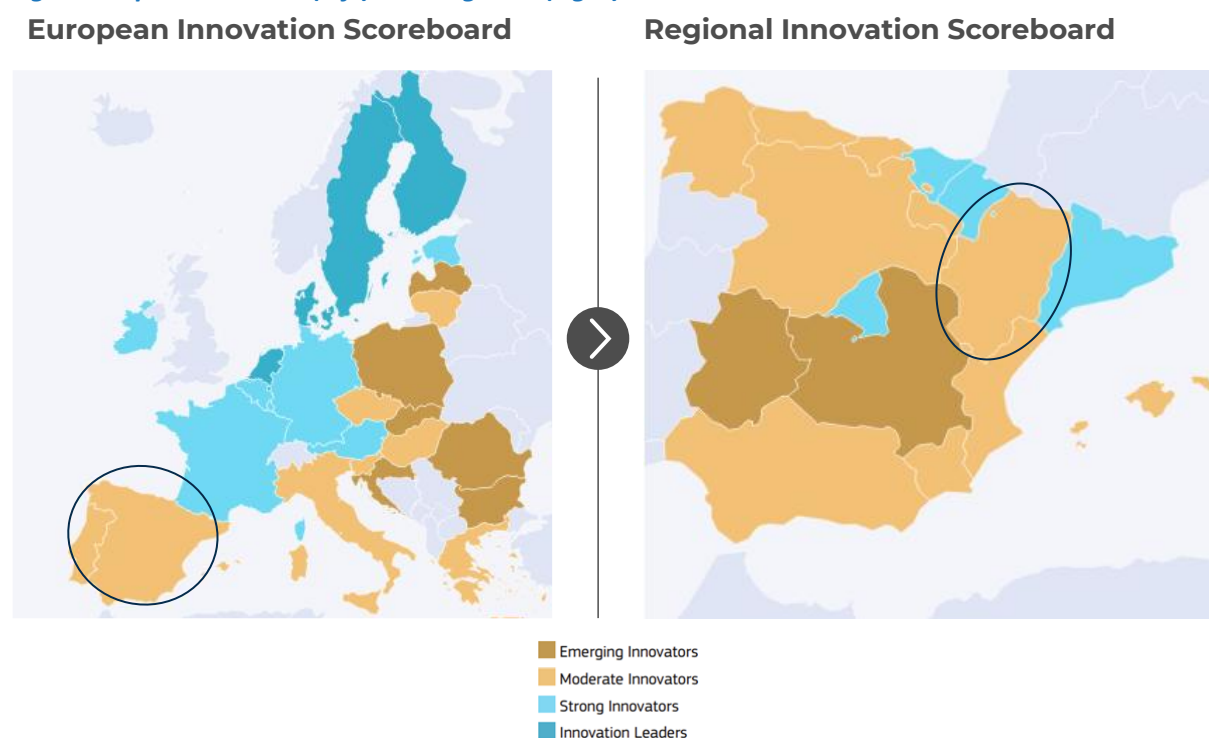 European Innovation Scoreboard
Regional Innovation Scoreboard
Emerging Innovators
Moderate Innovators
Strong Innovators
Innovation Leaders